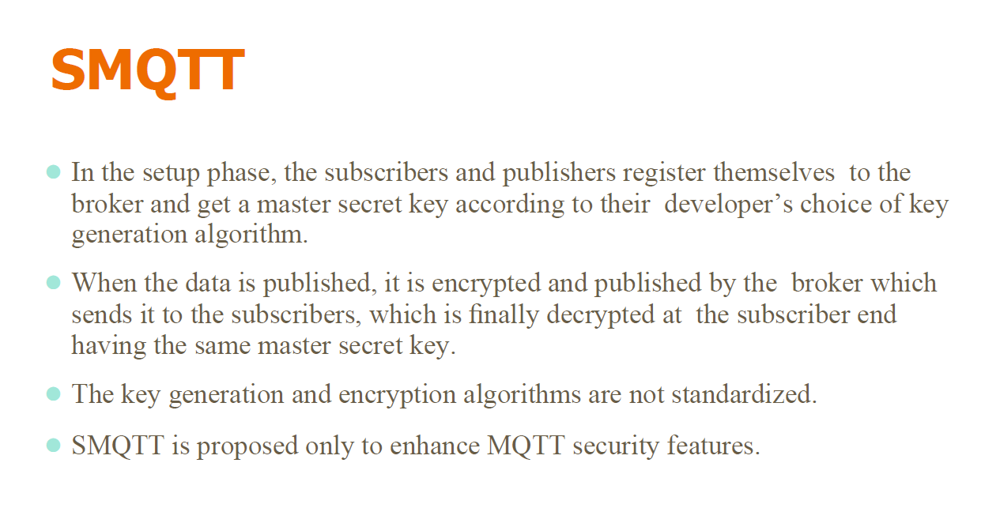 SMQTT
In the setup phase, the subscribers and publishers register themselves to the
broker and get a master secret key according to their developer’s choice of key
generation algorithm.
When the data is published, it is encrypted and published by the broker which
sends it to the subscribers, which is finally decrypted at the subscriber end
having the same master secret key.
The key generation and encryption algorithms are not standardized.
SMQTT is proposed only to enhance MQTT security features.